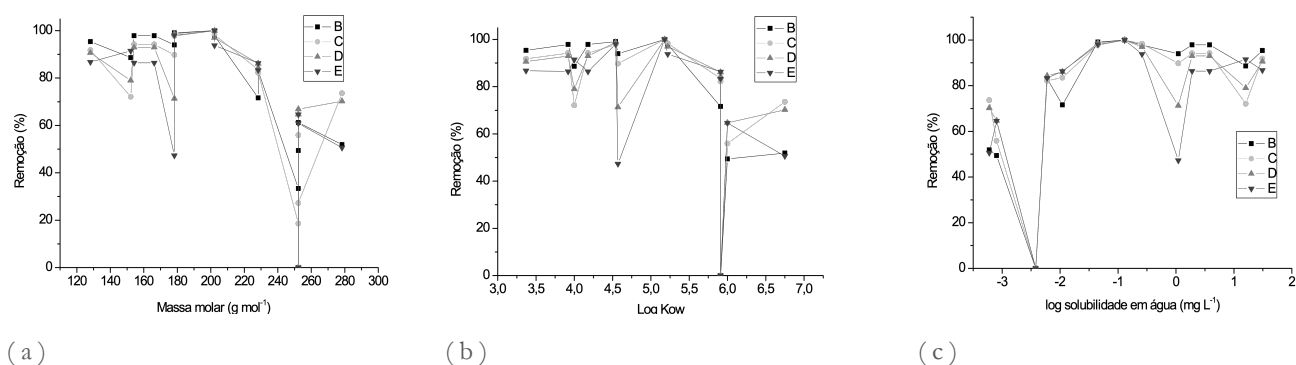 Remoção (%)
100
80
60
40
20
0
120 140 160 180 200 220 240 260 280 300
Massa molar (g mol⁻¹)
B
C
D
E
(a)
Remoção (%)
100
80
60
40
20
0
3,0 3,5 4,0 4,5 5,0 5,5 6,0 6,5 7,0
Log Kow
B
C
D
E
(b)
Remoção (%)
100
80
60
40
20
0
-3 -2 -1 0 1 2
log solubilidade em água (mg L⁻¹)
B
C
D
E
(c)